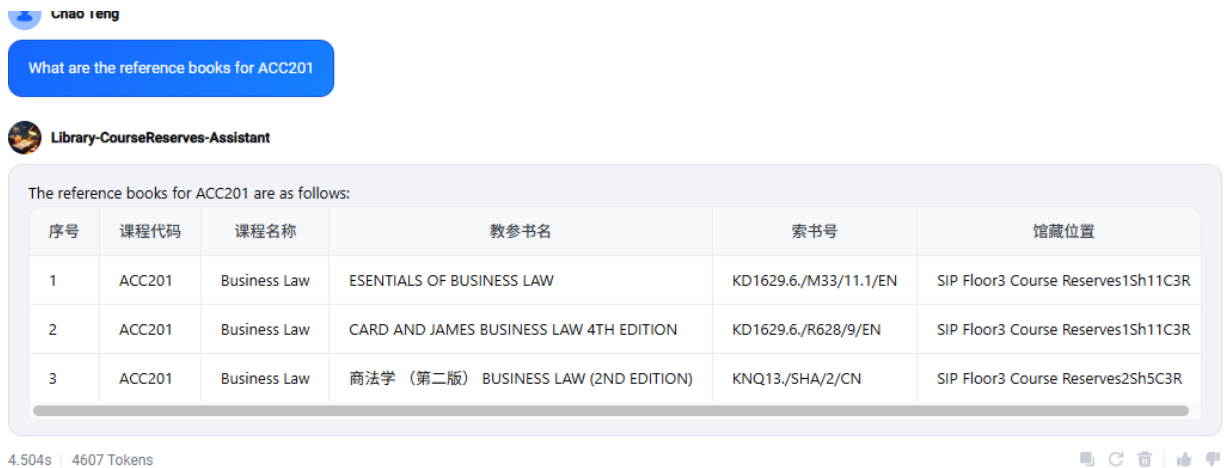 Chao Teng
What are the reference books for ACC201
Library-CourseReserves-Assistant
The reference books for ACC201 are as follows:
序号 课程代码 课程名称 教参书名 索书号 馆藏位置
1 ACC201 Business Law ESENTIALS OF BUSINESS LAW KD1629.6./M33/11.1/EN SIP Floor3 Course Reserves1Sh11C3R
2 ACC201 Business Law CARD AND JAMES BUSINESS LAW 4TH EDITION KD1629.6./R628/9/EN SIP Floor3 Course Reserves1Sh11C3R
3 ACC201 Business Law 商法学 （第二版） BUSINESS LAW (2ND EDITION) KNQ13./SHA/2/CN SIP Floor3 Course Reserves2Sh5C3R
4.504s 4607 Tokens